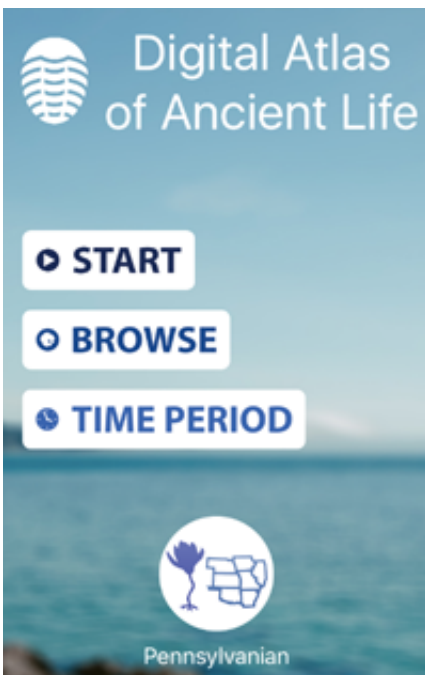 Digital Atlas
of Ancient Life
START
BROWSE
TIME PERIOD
Pennsylvanian